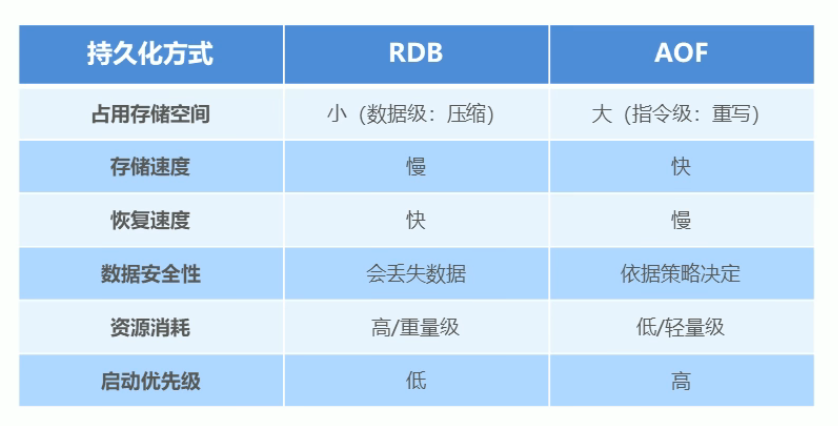 持久化方式 RDB AOF
占用存储空间 小（数据级：压缩） 大（指令级：重写）
存储速度 慢 快
恢复速度 快 慢
数据安全性 会丢失数据 依据策略决定
资源消耗 高/重量级 低/轻量级
启动优先级 低 高